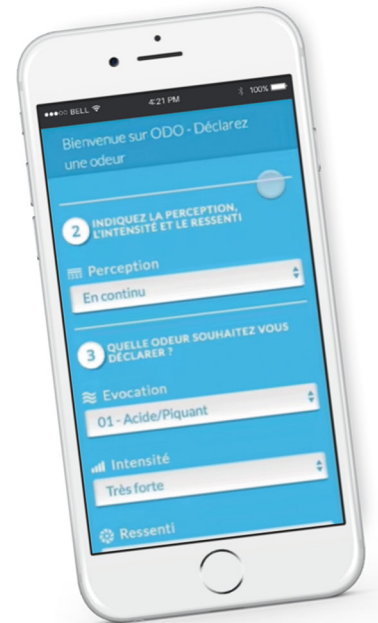 BELL 4:21 PM 100%
Bienvenue sur ODO - Déclarez
une odeur
2 INDIQUEZ LA PERCEPTION,
L'INTENSITÉ ET LE RESSENTI
Perception
En continu
3 QUELLE ODEUR SOUHAITEZ VOUS
DÉCLARER ?
Evocation
01 - Acide/Piquant
Intensité
Très forte
Ressenti